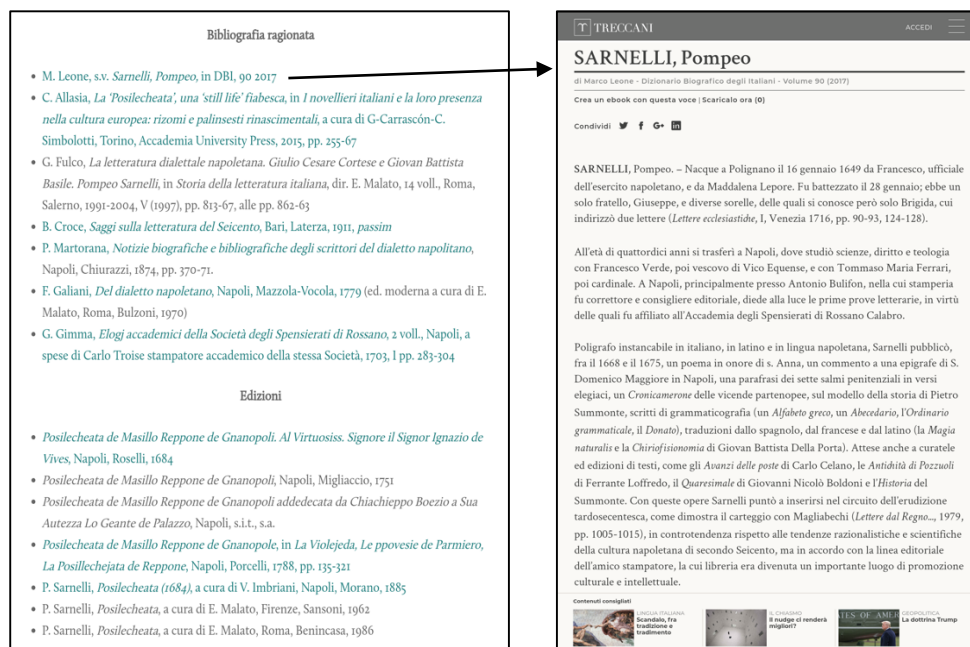 Bibliografia ragionata
• M. Leone, s.v. Sarnelli, Pompeo, in DBI, 90 2017
• C. Allasia, La ‘Posilecheata’, una ‘still life’ fiabesca, in I novellieri italiani e la loro presenza
nella cultura europea: rizomi e palinsesti rinascimentali, a cura di G-Carrascón-C.
Simbolotti, Torino, Accademia University Press, 2015, pp. 255-67
• G. Fulco, La letteratura dialettale napoletana. Giulio Cesare Cortese e Giovan Battista
Basile. Pompeo Sarnelli, in Storia della letteratura italiana, dir. E. Malato, 14 voll., Roma,
Salerno, 1991-2004, V (1997), pp. 813-67, alle pp. 862-63
• B. Croce, Saggi sulla letteratura del Seicento, Bari, Laterza, 1911, passim
• P. Martorana, Notizie biografiche e bibliografiche degli scrittori del dialetto napolitano,
Napoli, Chiurazzi, 1874, pp. 370-71.
• F. Galiani, Del dialetto napoletano, Napoli, Mazzola-Vocola, 1779 (ed. moderna a cura di E.
Malato, Roma, Bulzoni, 1970)
• G. Gimma, Elogj accademici della Società degli Spensierati di Rossano, 2 voll., Napoli, a
spese di Carlo Troise stampatore accademico della stessa Società, 1703, I pp. 283-304
Edizioni
• Posilecheata de Masillo Reppone de Gnanopoli. Al Virtuosiss. Signore il Signor Ignazio de
Vives, Napoli, Roselli, 1684
• Posilecheata de Masillo Reppone de Gnanopoli, Napoli, Migliaccio, 1751
• Posilecheata de Masillo Reppone de Gnanopoli addedecata da Chiachieppo Boezio a Sua
Autezza Lo Geante de Palazzo, Napoli, s.i.t., s.a.
• Posilecheata de Masillo Reppone de Gnanopole, in La Violejeda, Le ppovesie de Parmiero,
La Posillechejata de Reppone, Napoli, Porcelli, 1788, pp. 135-321
• P. Sarnelli, Posilecheata (1684), a cura di V. Imbriani, Napoli, Morano, 1885
• P. Sarnelli, Posilecheata, a cura di E. Malato, Firenze, Sansoni, 1962
• P. Sarnelli, Posilecheata, a cura di E. Malato, Roma, Benincasa, 1986
TRECCANI
ACCEDI
SARNELLI, Pompeo
di Marco Leone - Dizionario Biografico degli Italiani - Volume 90 (2017)
Crea un ebook con questa voce | Scaricalo ora (0)
Condividi
SARNELLI, Pompeo. – Nacque a Polignano il 16 gennaio 1649 da Francesco, ufficiale
dell’esercito napoletano, e da Maddalena Lepore. Fu battezzato il 28 gennaio; ebbe un
solo fratello, Giuseppe, e diverse sorelle, delle quali si conosce però solo Brigida, cui
indirizzò due lettere (Lettere ecclesiastiche, I, Venezia 1716, pp. 90-93, 124-128).
All’età di quattordici anni si trasferì a Napoli, dove studiò scienze, diritto e teologia
con Francesco Verde, poi vescovo di Vico Equense, e con Tommaso Maria Ferrari,
poi cardinale. A Napoli, principalmente presso Antonio Bulifon, nella cui stamperia
fu correttore e consigliere editoriale, diede alla luce le prime prove letterarie, in virtù
delle quali fu affiliato all’Accademia degli Spensierati di Rossano Calabro.
Poligrafo instancabile in italiano, in latino e in lingua napoletana, Sarnelli pubblicò,
fra il 1668 e il 1675, un poema in onore di s. Anna, un commento a una epigrafe di S.
Domenico Maggiore in Napoli, una parafrasi dei sette salmi penitenziali in versi
elegiaci, un Cronicamerone delle vicende partenopee, sul modello della storia di Pietro
Summonte, scritti di grammaticografia (un Alfabeto greco, un Abecedario, l’Ordinario
grammaticale, il Donato), traduzioni dallo spagnolo, dal francese e dal latino (la Magia
naturalis e la Chirofisionomia di Giovan Battista Della Porta). Attese anche a curatele
ed edizioni di testi, come gli Avanzi delle poste di Carlo Celano, le Antichità di Pozzuoli
di Ferrante Loffredo, il Quaresimale di Giovanni Nicolò Boldoni e l’Historia del
Summonte. Con queste opere Sarnelli puntò a inserirsi nel circuito dell’erudizione
tardosecentesca, come dimostra il carteggio con Magliabechi (Lettere dal Regno..., 1979,
pp. 1005-1015), in controtendenza rispetto alle tendenze razionalistiche e scientifiche
della cultura napoletana di secondo Seicento, ma in accordo con la linea editoriale
dell’amico stampatore, la cui libreria era divenuta un importante luogo di promozione
culturale e intellettuale.
Contenuti consigliati
LINGUA ITALIANA
Scandalo, fra
tradizione e
tradimento
IL CHIASMO
Il nudge ci renderà
migliori?
GEOPOLITICA
La dottrina Trump